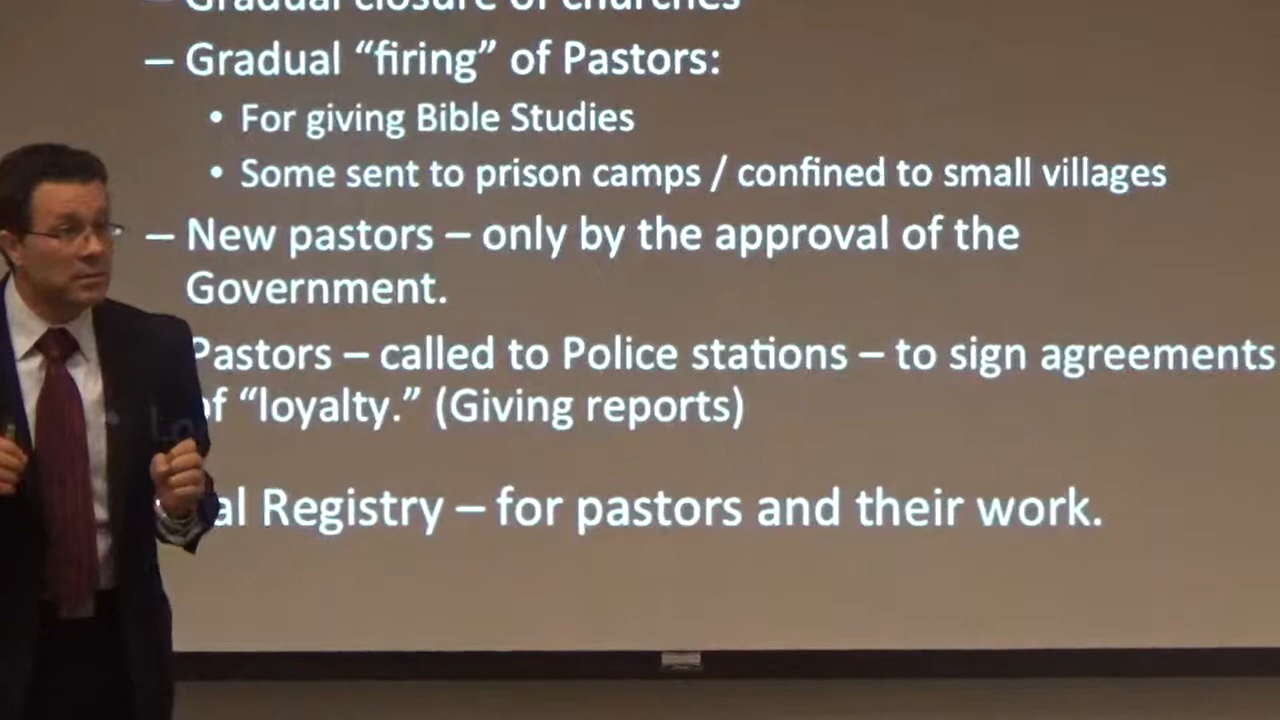 – Gradual closure of churches
– Gradual “firing” of Pastors:
• For giving Bible Studies
• Some sent to prison camps / confined to small villages
– New pastors – only by the approval of the
Government.
Pastors – called to Police stations – to sign agreements
of “loyalty.” (Giving reports)
Registry – for pastors and their work.